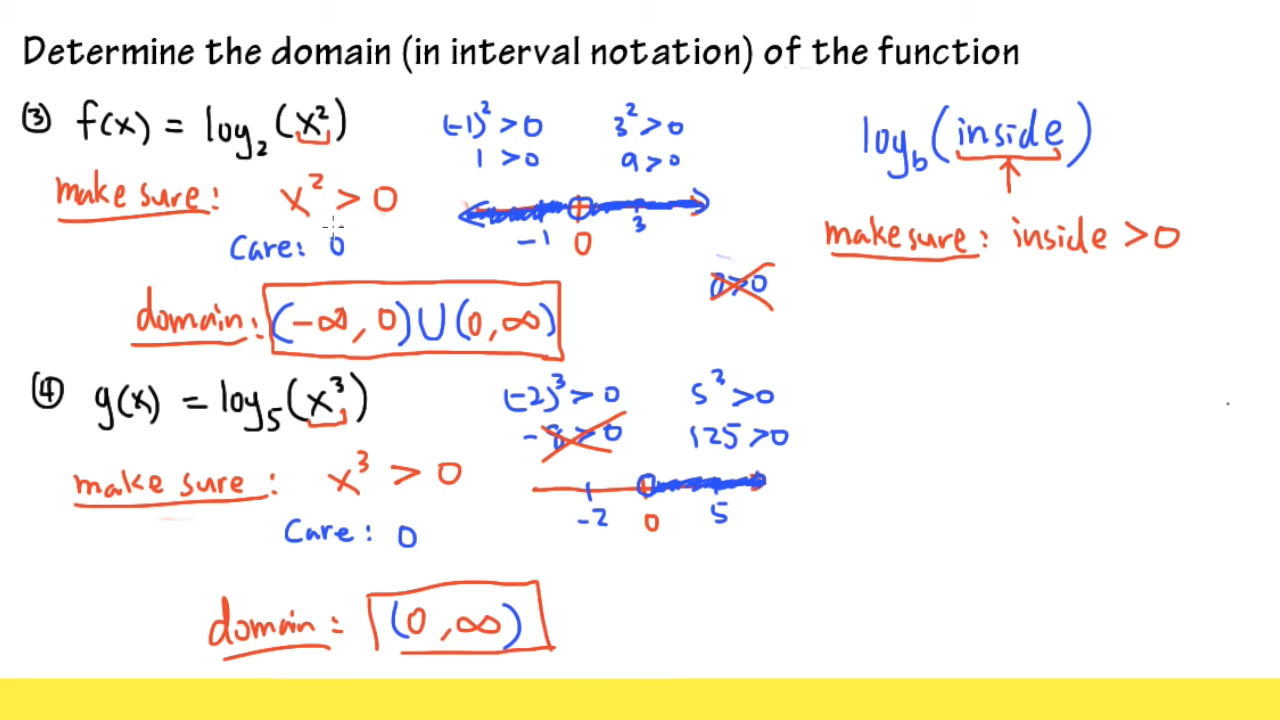 Determine the domain (in interval notation) of the function
③ f(x) = log₂(x²)
(-1)² > 0
3² > 0
1 > 0
9 > 0
log_b(inside)
make sure: x² > 0
-1 0 3
make sure: inside > 0
Care: 0
0 > 0
domain: (-∞, 0) ∪ (0, ∞)
④ g(x) = log₅(x³)
(-2)³ > 0
5³ > 0
-8 > 0
125 > 0
make sure: x³ > 0
-2 0 5
Care: 0
domain: (0, ∞)